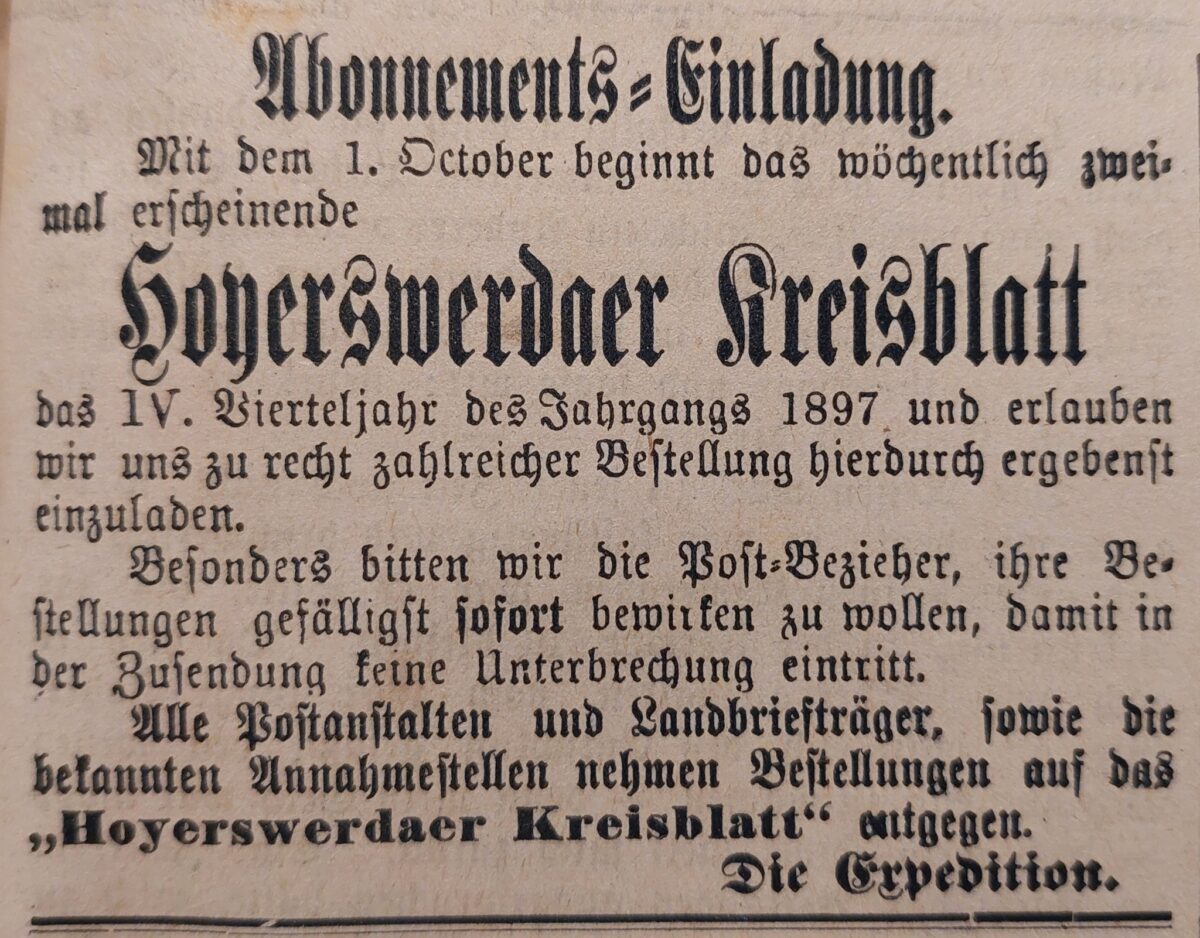 Abonnements-Einladung.
Mit dem 1. October beginnt das wöchentlich zwei-
mal erscheinende
Hoyerswerdaer Kreisblatt
das IV. Vierteljahr des Jahrgangs 1897 und erlauben
wir uns zu recht zahlreicher Bestellung hierdurch ergebenst
einzuladen.
Besonders bitten wir die Post-Bezieher, ihre Be-
stellungen gefälligst sofort bewirken zu wollen, damit in
der Zusendung keine Unterbrechung eintritt.
Alle Postanstalten und Landbriefträger, sowie die
bekannten Annahmestellen nehmen Bestellungen auf das
„Hoyerswerdaer Kreisblatt“ entgegen.
Die Expedition.